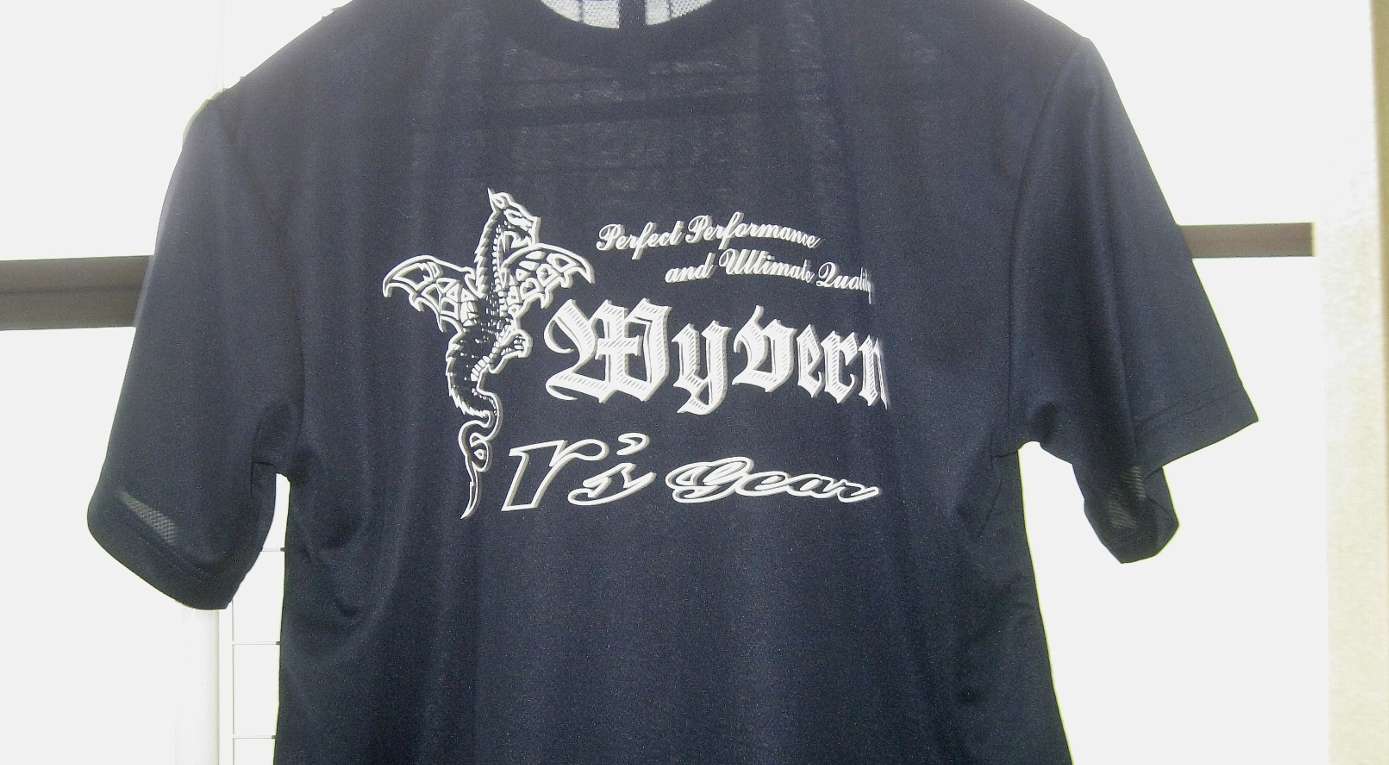 Perfect Performance
and Ultimate Quality
Wyvern
r's Gear